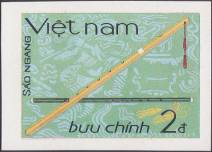 Việt nam
SÁO NGANG
bưu chính 2đ